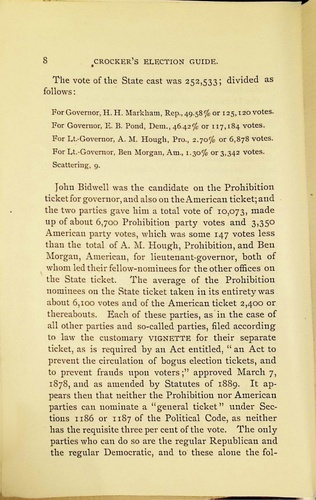 8 CROCKER'S ELECTION GUIDE.
The vote of the State cast was 252,533; divided as
follows:
For Governor, H. H. Markham, Rep., 49.58% or 125,120 votes.
For Governor, E. B. Pond, Dem., 46.42% or 117,184 votes.
For Lt.-Governor, A. M. Hough, Pro., 2.70% or 6,878 votes.
For Lt.-Governor, Ben Morgan, Am., 1.30% or 3,342 votes.
Scattering, 9.
John Bidwell was the candidate on the Prohibition
ticket for governor, and also on the American ticket; and
the two parties gave him a total vote of 10,073, made
up of about 6,700 Prohibition party votes and 3,350
American party votes, which was some 147 votes less
than the total of A. M. Hough, Prohibition, and Ben
Morgan, American, for lieutenant-governor, both of
whom led their fellow-nominees for the other offices on
the State ticket. The average of the Prohibition
nominees on the State ticket taken in its entirety was
about 6,100 votes and of the American ticket 2,400 or
thereabouts. Each of these parties, as in the case of
all other parties and so-called parties, filed according
to law the customary VIGNETTE for their separate
ticket, as is required by an Act entitled, "an Act to
prevent the circulation of bogus election tickets, and
to prevent frauds upon voters;" approved March 7,
1878, and as amended by Statutes of 1889. It ap-
pears then that neither the Prohibition nor American
parties can nominate a "general ticket" under Sec-
tions 1186 or 1187 of the Political Code, as neither
has the requisite three per cent of the vote. The only
parties who can do so are the regular Republican and
the regular Democratic, and to these alone the fol-